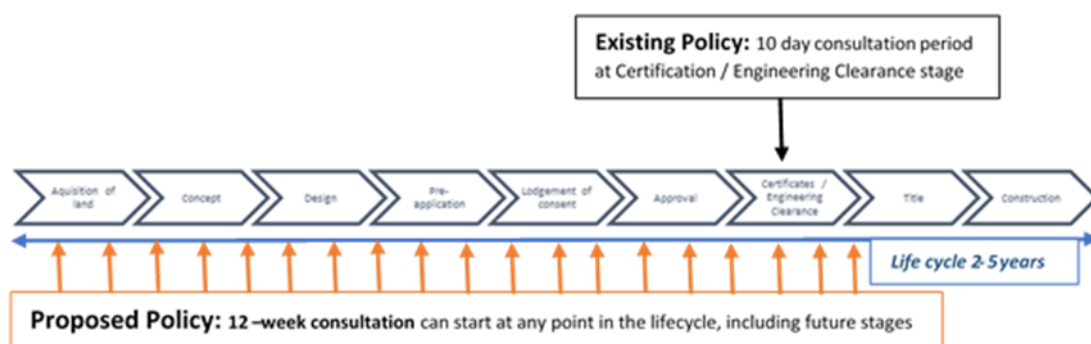 Existing Policy: 10 day consultation period
at Certification / Engineering Clearance stage
Aquisition of
land
Concept
Design
Pre-
application
Lodgement of
consent
Approval
Certificates /
Engineering
Clearance
Title
Construction
Life cycle 2-5 years
Proposed Policy: 12–week consultation can start at any point in the lifecycle, including future stages